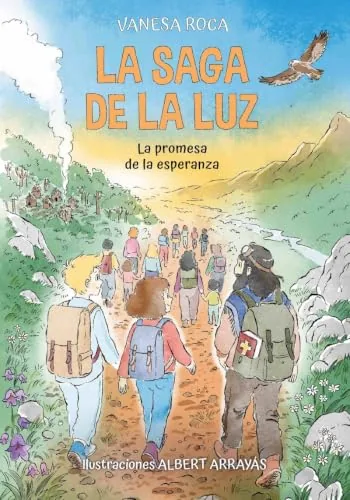 VANESA ROCA
LA SAGA
DE LA LUZ
La promesa
de la esperanza
Ilustraciones ALBERT ARRAYÁS